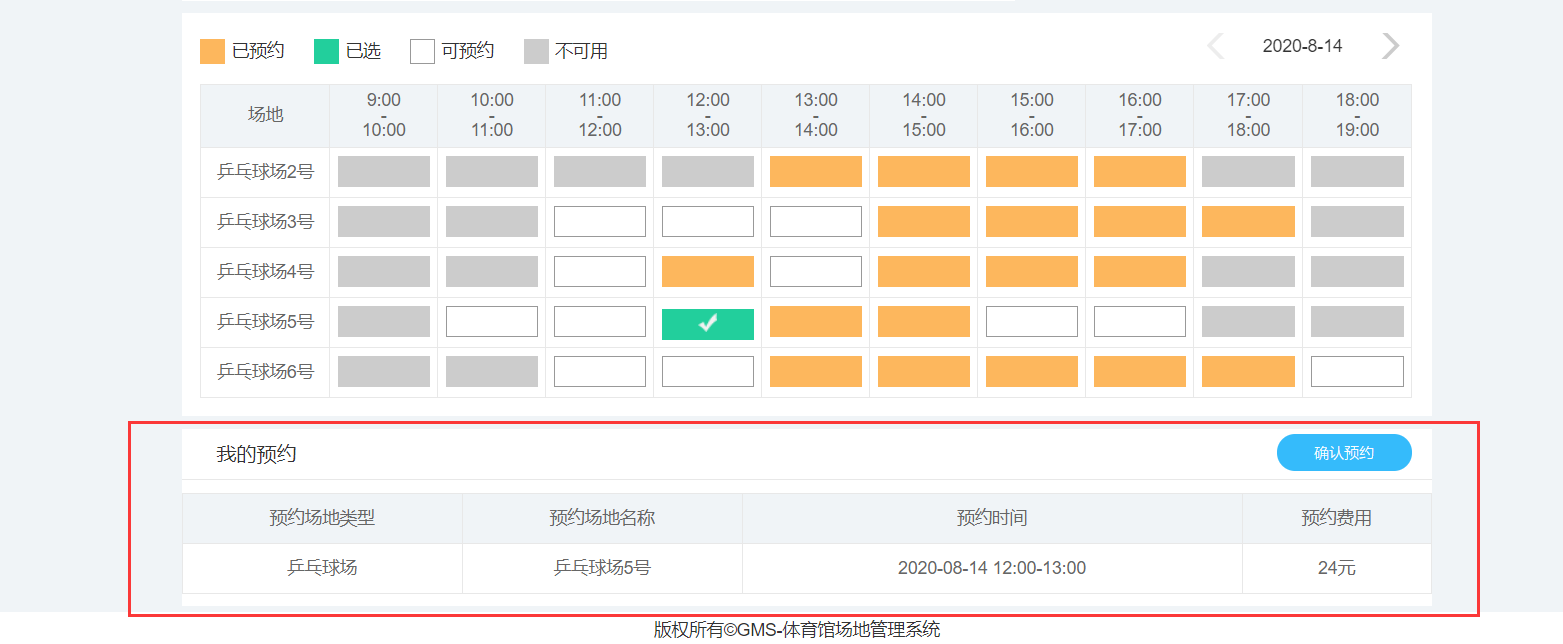 已预约 已选 可预约 不可用 2020-8-14
场地 9:00 - 10:00 10:00 - 11:00 11:00 - 12:00 12:00 - 13:00 13:00 - 14:00 14:00 - 15:00 15:00 - 16:00 16:00 - 17:00 17:00 - 18:00 18:00 - 19:00
乒乓球场2号
乒乓球场3号
乒乓球场4号
乒乓球场5号
乒乓球场6号
我的预约 确认预约
预约场地类型 预约场地名称 预约时间 预约费用
乒乓球场 乒乓球场5号 2020-08-14 12:00-13:00 24元
版权所有©GMS-体育馆场地管理系统